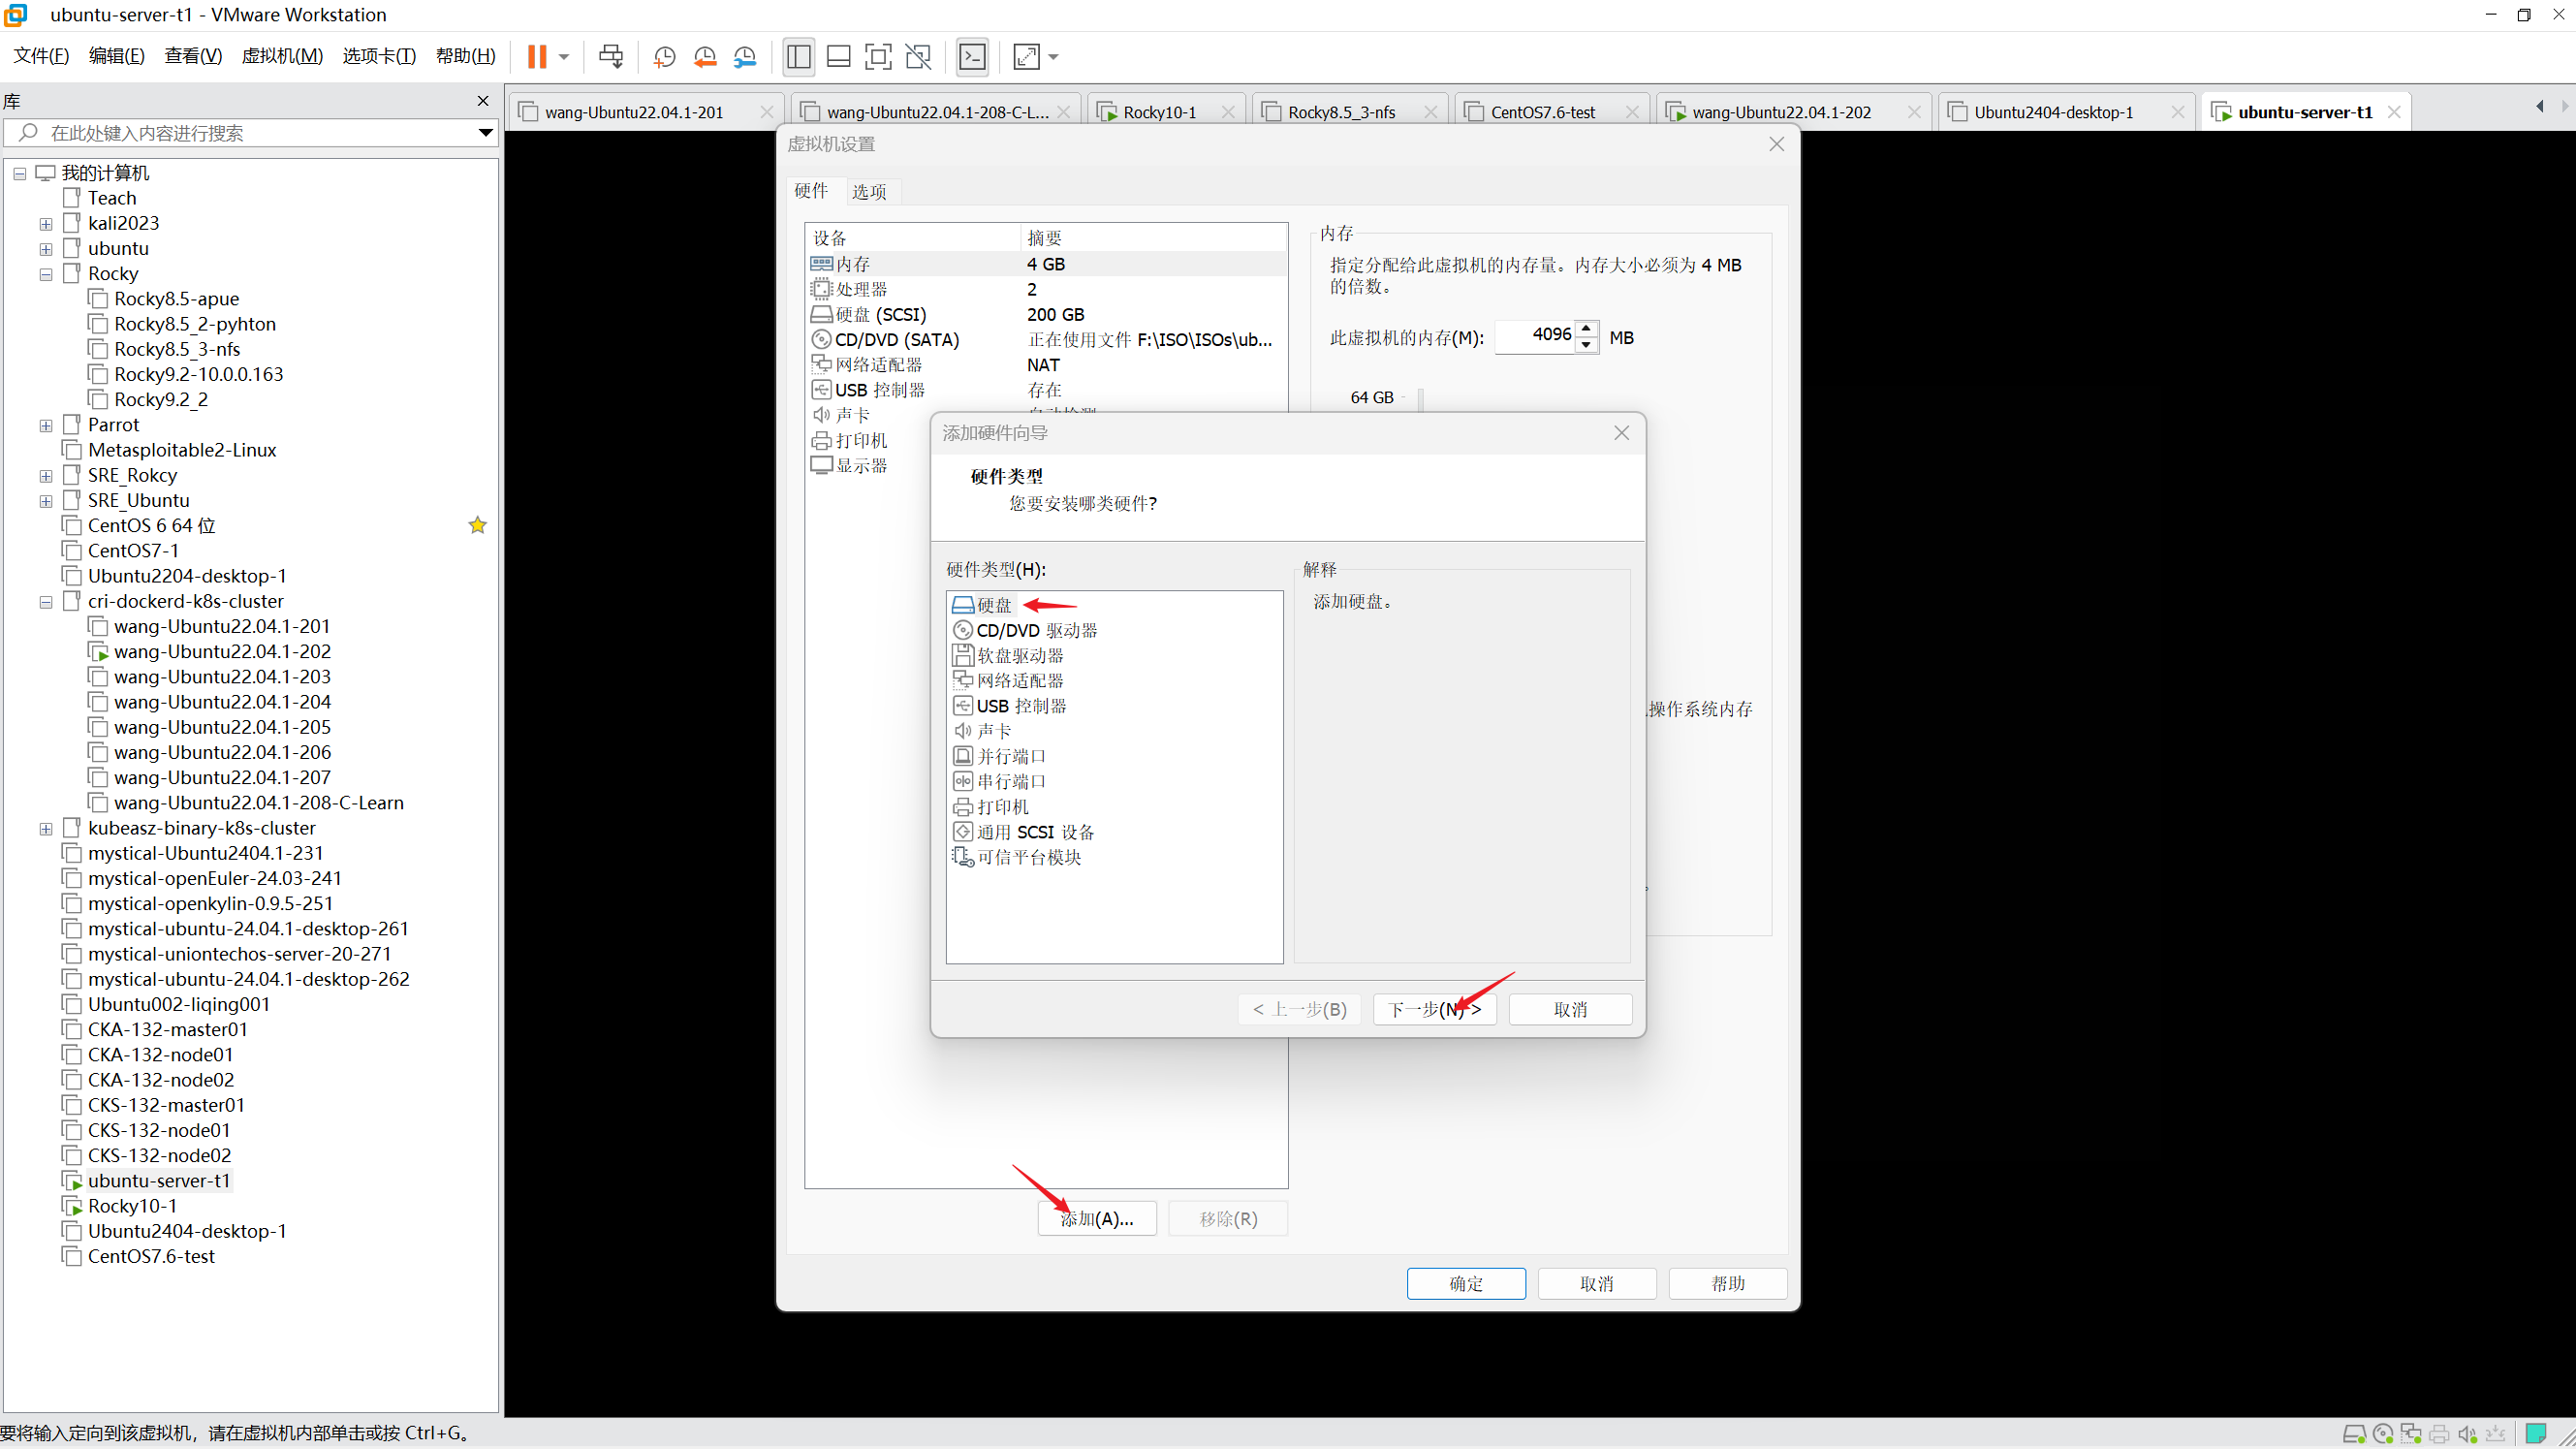 ubuntu-server-t1 - VMware Workstation
文件(F) 编辑(E) 查看(V) 虚拟机(M) 选项卡(T) 帮助(H)
库
在此处键入内容进行搜索
我的计算机
Teach
kali2023
ubuntu
Rocky
Rocky8.5-apue
Rocky8.5_2-pyhton
Rocky8.5_3-nfs
Rocky9.2-10.0.0.163
Rocky9.2_2
Parrot
Metasploitable2-Linux
SRE_Rokcy
SRE_Ubuntu
CentOS 6 64 位
CentOS7-1
Ubuntu2204-desktop-1
cri-dockerd-k8s-cluster
wang-Ubuntu22.04.1-201
wang-Ubuntu22.04.1-202
wang-Ubuntu22.04.1-203
wang-Ubuntu22.04.1-204
wang-Ubuntu22.04.1-205
wang-Ubuntu22.04.1-206
wang-Ubuntu22.04.1-207
wang-Ubuntu22.04.1-208-C-Learn
kubeasz-binary-k8s-cluster
mystical-Ubuntu2404.1-231
mystical-openEuler-24.03-241
mystical-openkylin-0.9.5-251
mystical-ubuntu-24.04.1-desktop-261
mystical-uniontechos-server-20-271
mystical-ubuntu-24.04.1-desktop-262
Ubuntu002-liqing001
CKA-132-master01
CKA-132-node01
CKA-132-node02
CKS-132-master01
CKS-132-node01
CKS-132-node02
ubuntu-server-t1
Rocky10-1
Ubuntu2404-desktop-1
CentOS7.6-test
wang-Ubuntu22.04.1-201 wang-Ubuntu22.04.1-208-C-L... Rocky10-1 Rocky8.5_3-nfs CentOS7.6-test wang-Ubuntu22.04.1-202 Ubuntu2404-desktop-1 ubuntu-server-t1
虚拟机设置
硬件 选项
设备 摘要
内存 4 GB
处理器 2
硬盘 (SCSI) 200 GB
CD/DVD (SATA) 正在使用文件 F:\ISO\ISOs\ub...
网络适配器 NAT
USB 控制器 存在
声卡
打印机
显示器
内存
指定分配给此虚拟机的内存量。内存大小必须为 4 MB
的倍数。
此虚拟机的内存(M): 4096 MB
64 GB
操作系统内存
。
添加硬件向导
硬件类型
您要安装哪类硬件?
硬件类型(H):
硬盘
CD/DVD 驱动器
软盘驱动器
网络适配器
USB 控制器
声卡
并行端口
串行端口
打印机
通用 SCSI 设备
可信平台模块
解释
添加硬盘。
< 上一步(B) 下一步(N) > 取消
添加(A)... 移除(R)
确定 取消 帮助
要将输入定向到该虚拟机，请在虚拟机内部单击或按 Ctrl+G。